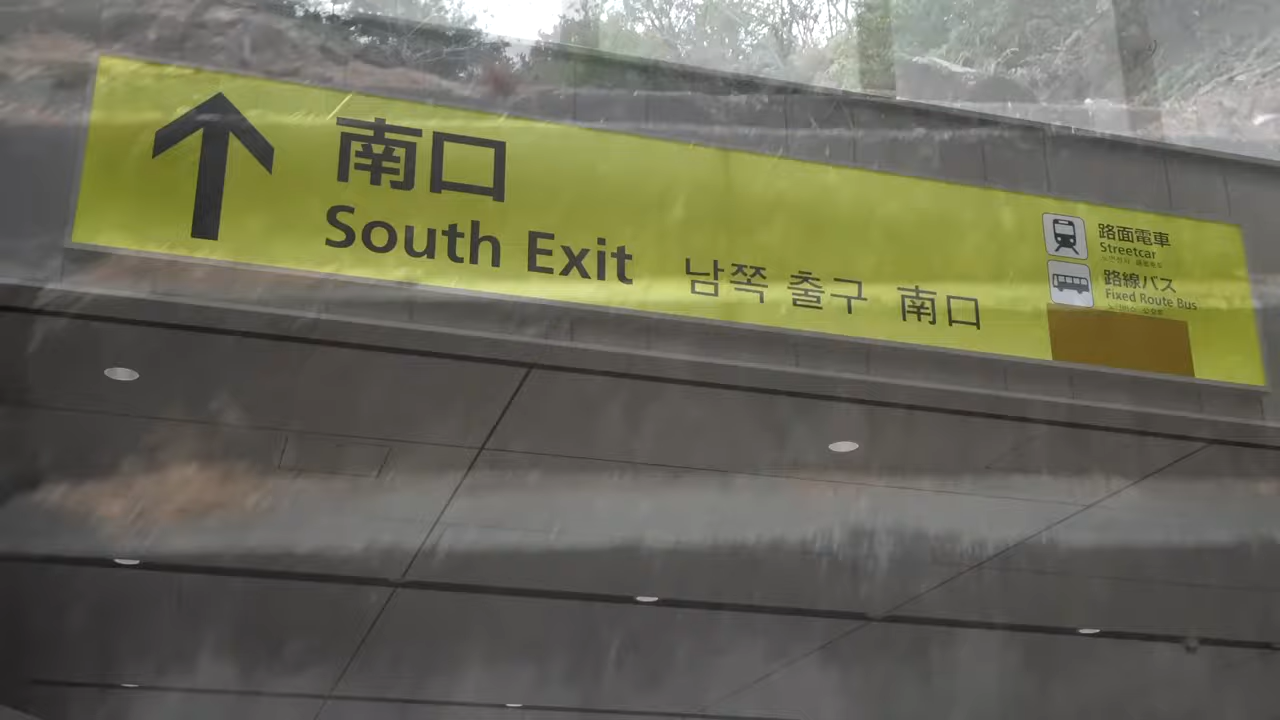 南口
South Exit 남쪽 출구 南口
路面電車
Streetcar
路線バス
Fixed Route Bus